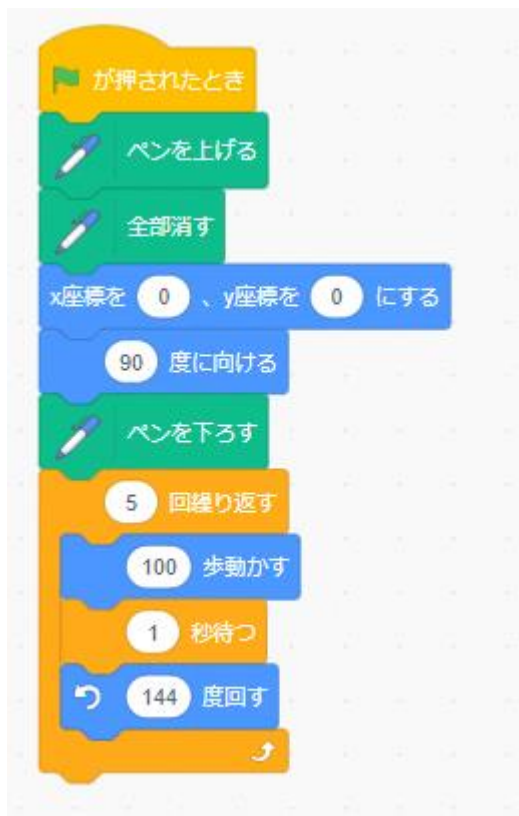 が押されたとき
ペンを上げる
全部消す
x座標を 0 、y座標を 0 にする
90 度に向ける
ペンを下ろす
5 回繰り返す
100 歩動かす
1 秒待つ
144 度回す